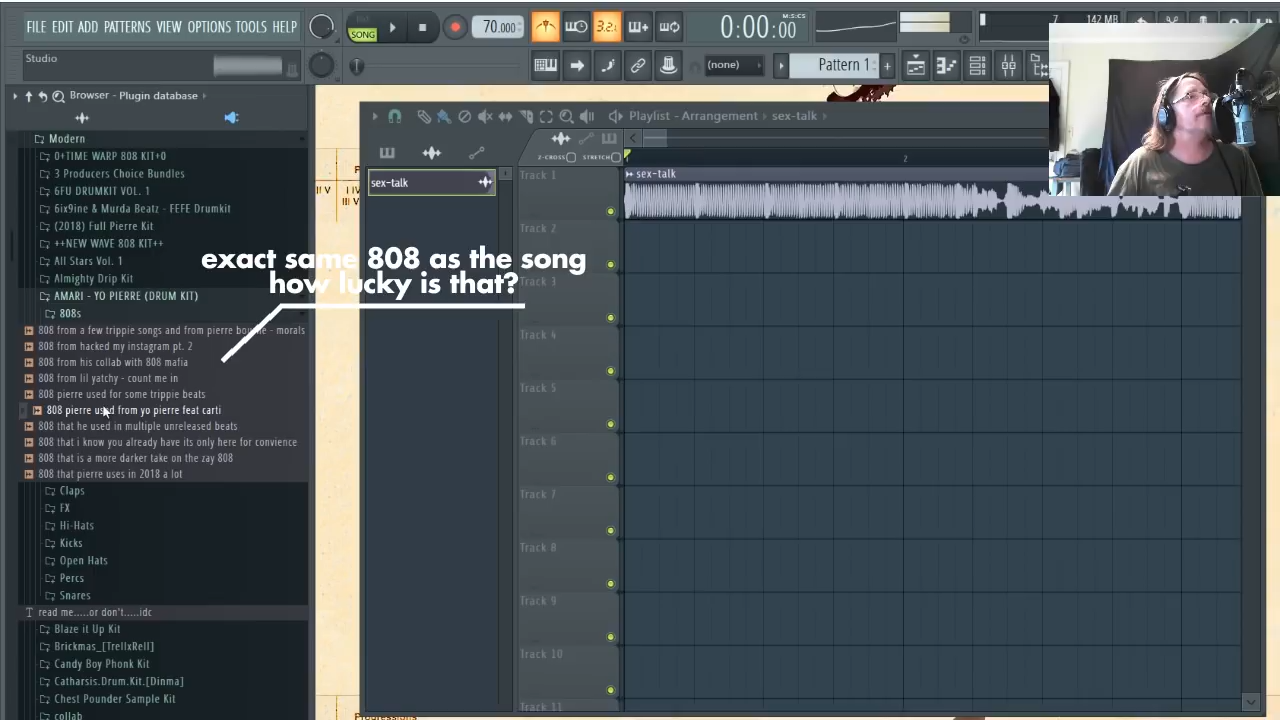 FILE EDIT ADD PATTERNS VIEW OPTIONS TOOLS HELP
SONG
70.000
3.2.
0:00:00
M:S:CS
7
142 MB
Studio
(none)
Pattern 1
Browser - Plugin database
Playlist - Arrangement
sex-talk
Z-CROSS
STRETCH
2
Modern
0+TIME WARP 808 KIT+0
3 Producers Choice Bundles
6FU DRUMKIT VOL. 1
6ix9ine & Murda Beatz - FEFE Drumkit
(2018) Full Pierre Kit
++NEW WAVE 808 KIT++
All Stars Vol. 1
Almighty Drip Kit
AMARI - YO PIERRE (DRUM KIT)
808s
808 from a few trippie songs and from pierre bourne - morals
808 from hacked my instagram pt. 2
808 from his collab with 808 mafia
808 from lil yatchy - count me in
808 pierre used for some trippie beats
808 pierre used from yo pierre feat carti
808 that he used in multiple unreleased beats
808 that i know you already have its only here for convience
808 that is a more darker take on the zay 808
808 that pierre uses in 2018 a lot
Claps
FX
Hi-Hats
Kicks
Open Hats
Percs
Snares
read me.....or don't.....idc
Blaze it Up Kit
Brickmas_[TrellxRell]
Candy Boy Phonk Kit
Catharsis.Drum.Kit.[Dinma]
Chest Pounder Sample Kit
collab
exact same 808 as the song
how lucky is that?
sex-talk
sex-talk
Track 1
Track 2
Track 3
Track 4
Track 5
Track 6
Track 7
Track 8
Track 9
Track 10
Track 11
Progressions